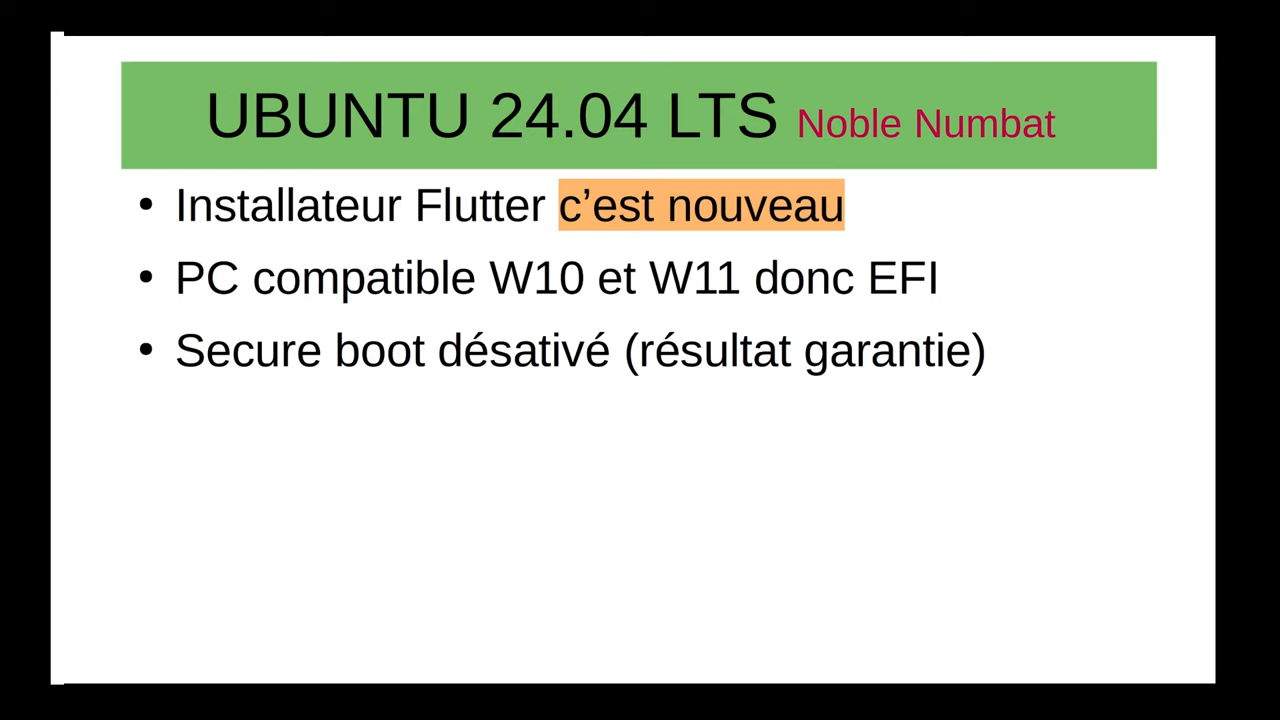 UBUNTU 24.04 LTS Noble Numbat
• Installateur Flutter c’est nouveau
• PC compatible W10 et W11 donc EFI
• Secure boot désativé (résultat garantie)